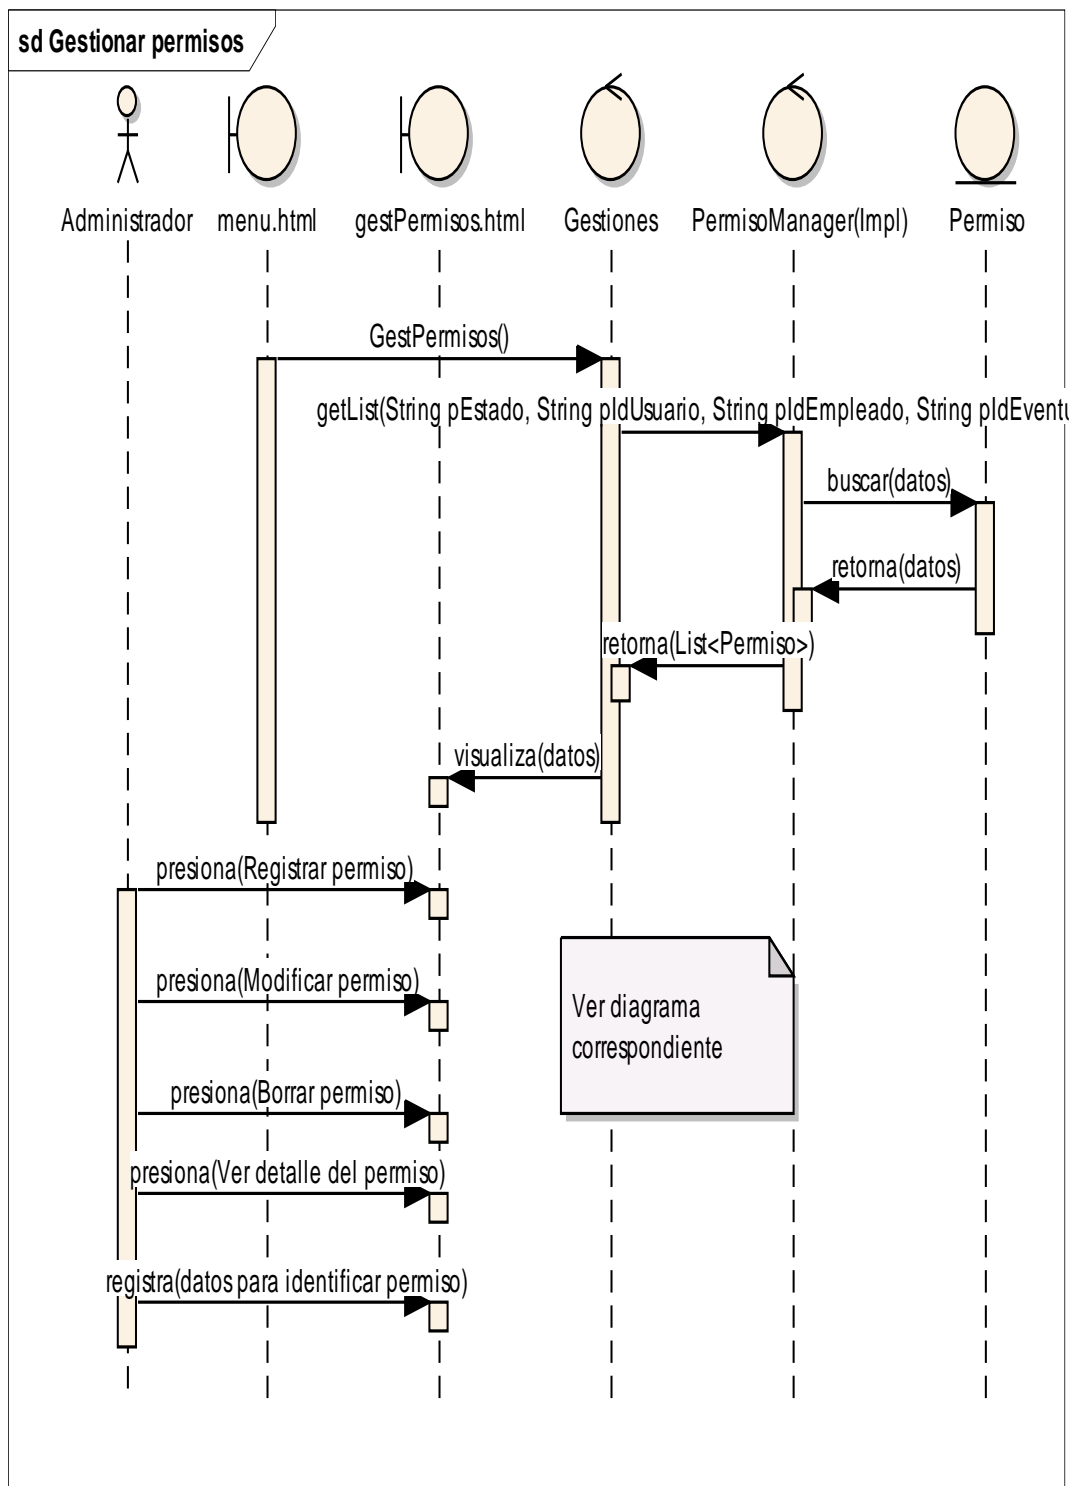 sd Gestionar permisos
Administrador
menu.html
gestPermisos.html
Gestiones
PermisoManager(Impl)
Permiso
GestPermisos()
getList(String pEstado, String pIdUsuario, String pIdEmpleado, String pIdEventu
buscar(datos)
retorna(datos)
retorna(List<Permiso>)
visualiza(datos)
presiona(Registrar permiso)
presiona(Modificar permiso)
Ver diagrama
correspondiente
presiona(Borrar permiso)
presiona(Ver detalle del permiso)
registra(datos para identificar permiso)